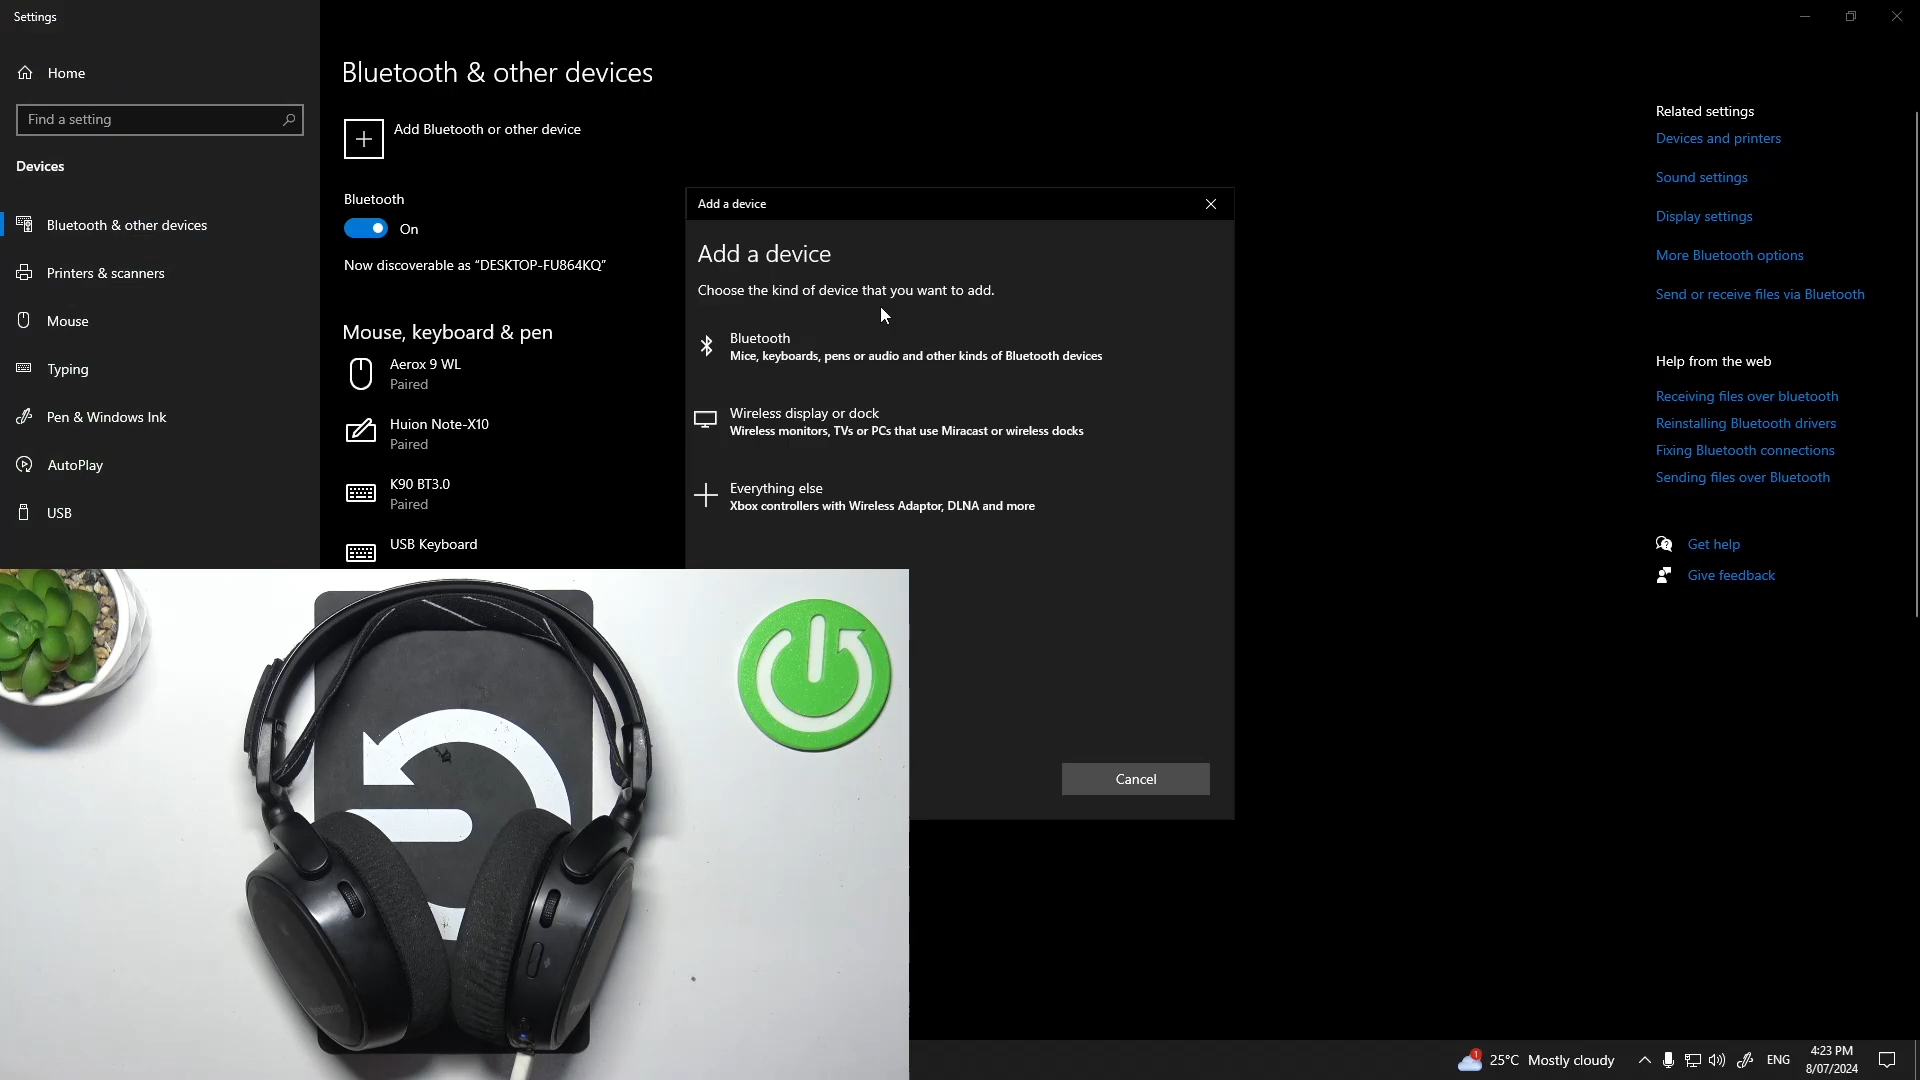 Settings
Home
Find a setting
Devices
Bluetooth & other devices
Printers & scanners
Mouse
Typing
Pen & Windows Ink
AutoPlay
USB
Bluetooth & other devices
Add Bluetooth or other device
Bluetooth
On
Now discoverable as “DESKTOP-FU864KQ”
Mouse, keyboard & pen
Aerox 9 WL
Paired
Huion Note-X10
Paired
K90 BT3.0
Paired
USB Keyboard
Add a device
Add a device
Choose the kind of device that you want to add.
Bluetooth
Mice, keyboards, pens or audio and other kinds of Bluetooth devices
Wireless display or dock
Wireless monitors, TVs or PCs that use Miracast or wireless docks
Everything else
Xbox controllers with Wireless Adaptor, DLNA and more
Cancel
Related settings
Devices and printers
Sound settings
Display settings
More Bluetooth options
Send or receive files via Bluetooth
Help from the web
Receiving files over bluetooth
Reinstalling Bluetooth drivers
Fixing Bluetooth connections
Sending files over Bluetooth
Get help
Give feedback
1
25°C Mostly cloudy
ENG
4:23 PM
8/07/2024